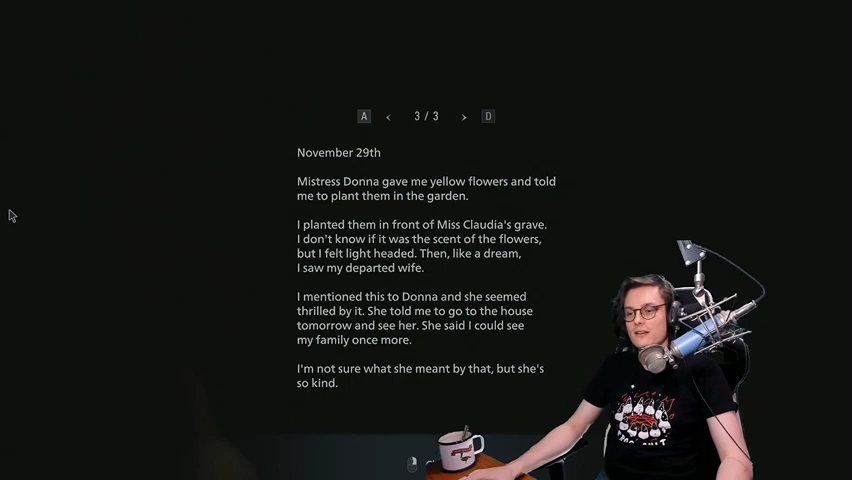 A < 3 / 3 > D
November 29th
Mistress Donna gave me yellow flowers and told
me to plant them in the garden.
I planted them in front of Miss Claudia's grave.
I don't know if it was the scent of the flowers,
but I felt light headed. Then, like a dream,
I saw my departed wife.
I mentioned this to Donna and she seemed
thrilled by it. She told me to go to the house
tomorrow and see her. She said I could see
my family once more.
I'm not sure what she meant by that, but she's
so kind.